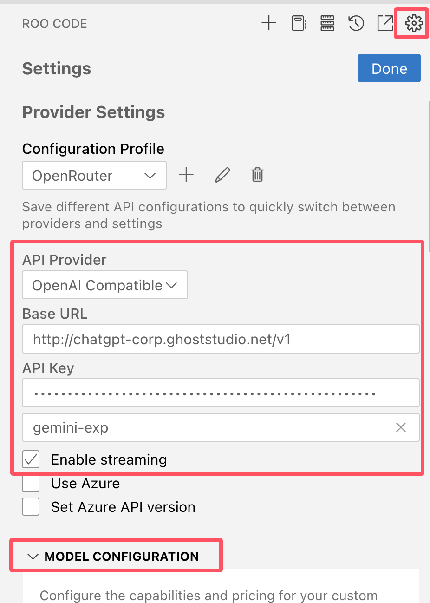 ROO CODE
Settings
Done
Provider Settings
Configuration Profile
OpenRouter
Save different API configurations to quickly switch between
providers and settings
API Provider
OpenAI Compatible
Base URL
http://chatgpt-corp.ghoststudio.net/v1
API Key
gemini-exp
Enable streaming
Use Azure
Set Azure API version
MODEL CONFIGURATION
Configure the capabilities and pricing for your custom